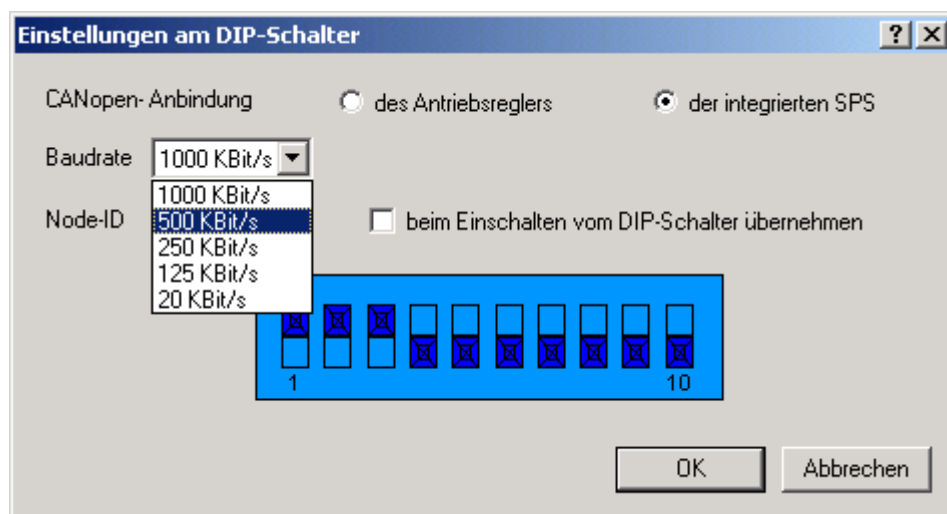 Einstellungen am DIP-Schalter
CANopen- Anbindung des Antriebsreglers der integrierten SPS
Baudrate 1000 KBit/s
1000 KBit/s
Node-ID 500 KBit/s beim Einschalten vom DIP-Schalter übernehmen
250 KBit/s
125 KBit/s
20 KBit/s
1 10
OK Abbrechen